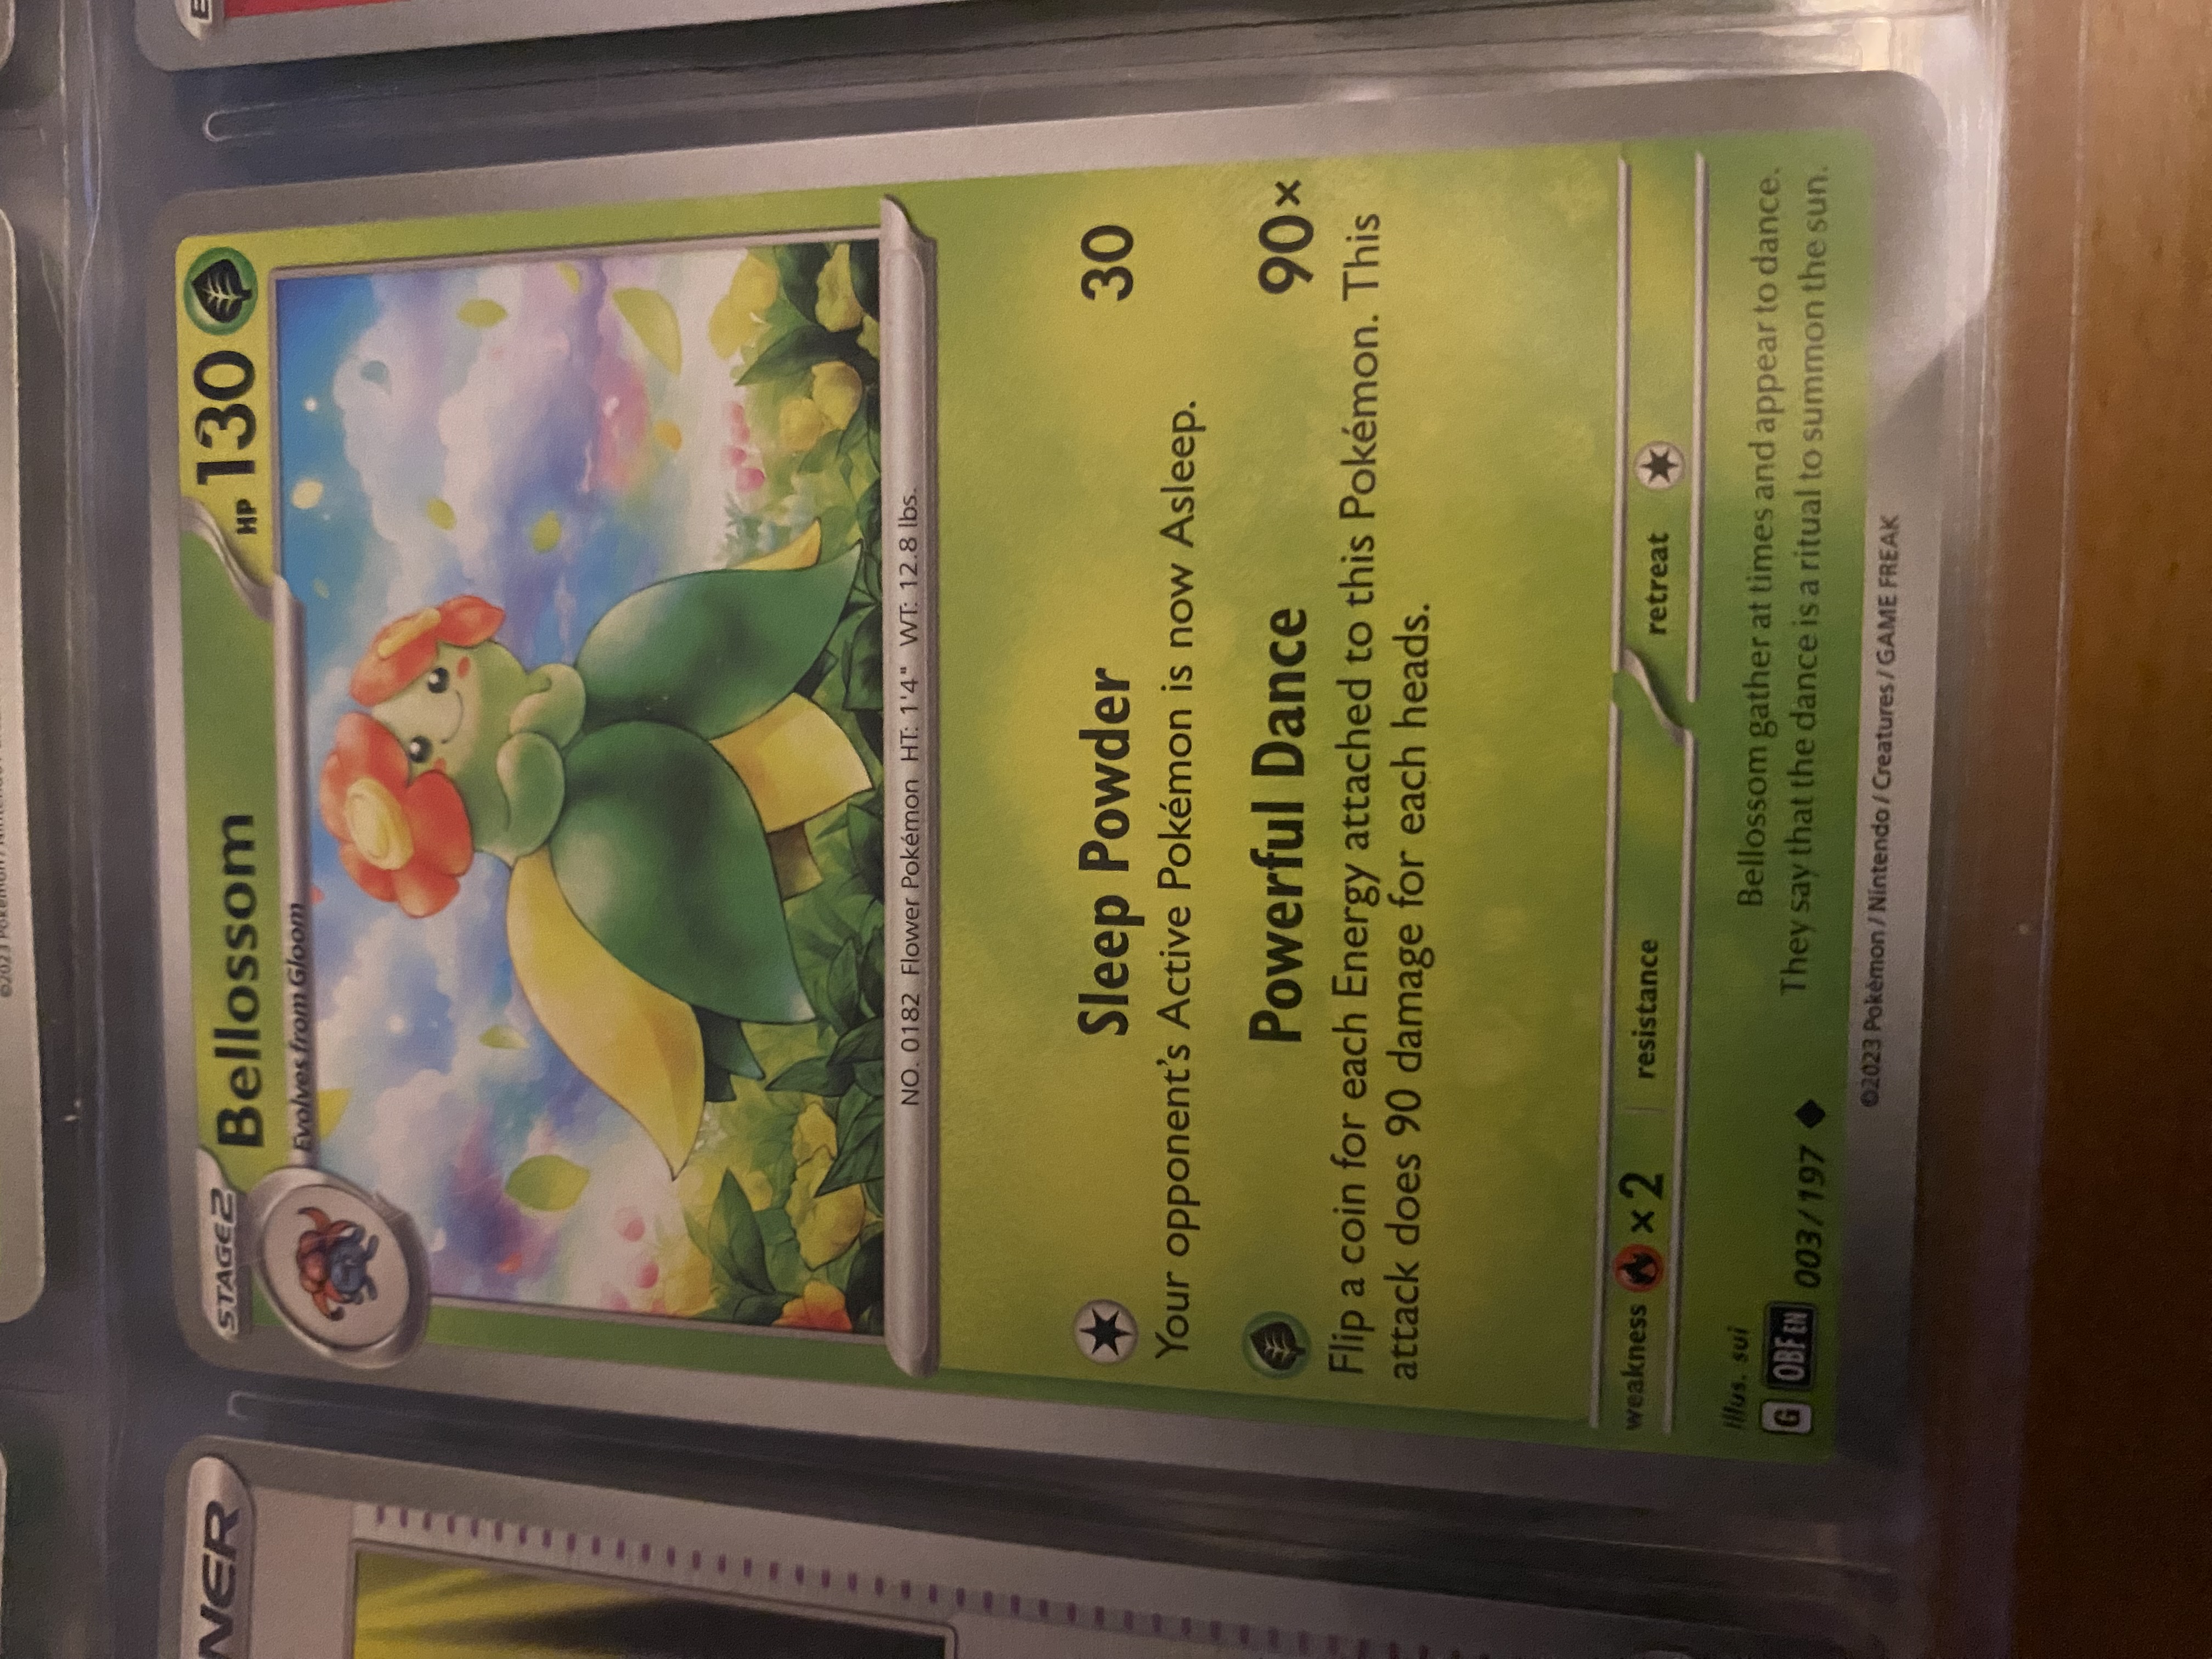 STAGE2
Bellossom
HP 130
Evolves from Gloom
NO. 0182 Flower Pokémon HT: 1'4" WT: 12.8 lbs.
Sleep Powder 30
Your opponent's Active Pokémon is now Asleep.
Powerful Dance 90×
Flip a coin for each Energy attached to this Pokémon. This
attack does 90 damage for each heads.
weakness ×2 resistance retreat
Illus. sui
G OBF EN 003/197
Bellossom gather at times and appear to dance.
They say that the dance is a ritual to summon the sun.
©2023 Pokémon / Nintendo / Creatures / GAME FREAK
NER